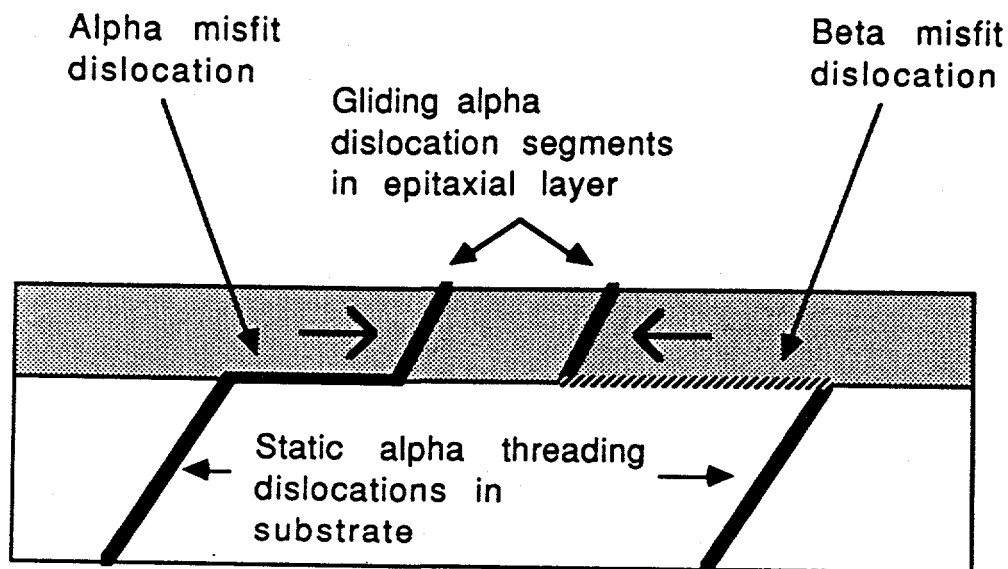 Alpha misfit
dislocation
Beta misfit
dislocation
Gliding alpha
dislocation segments
in epitaxial layer
Static alpha threading
dislocations in
substrate